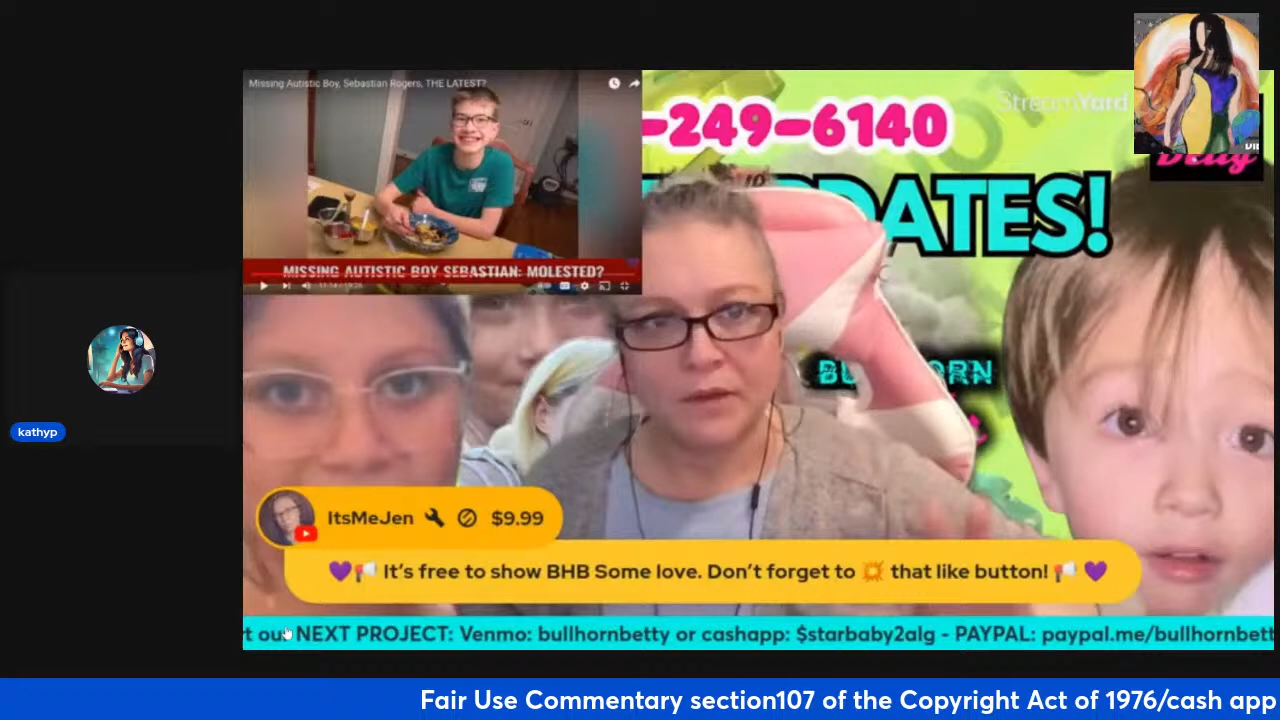 Missing Autistic Boy, Sebastian Rogers, THE LATEST?
StreamYard
-249-6140
DATES!
MISSING AUTISTIC BOY SEBASTIAN: MOLESTED?
kathyp
ItsMeJen $9.99
💜📢 It's free to show BHB Some love. Don't forget to 💥 that like button! 📢💜
rt our NEXT PROJECT: Venmo: bullhornbetty or cashapp: $starbaby2alg - PAYPAL: paypal.me/bullhornbett
Fair Use Commentary section107 of the Copyright Act of 1976/cash app